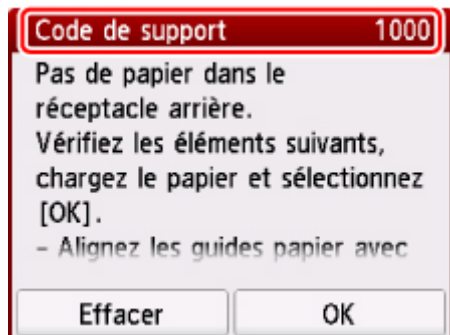 Code de support 1000
Pas de papier dans le
réceptacle arrière.
Vérifiez les éléments suivants,
chargez le papier et sélectionnez
[OK].
- Alignez les guides papier avec
Effacer OK